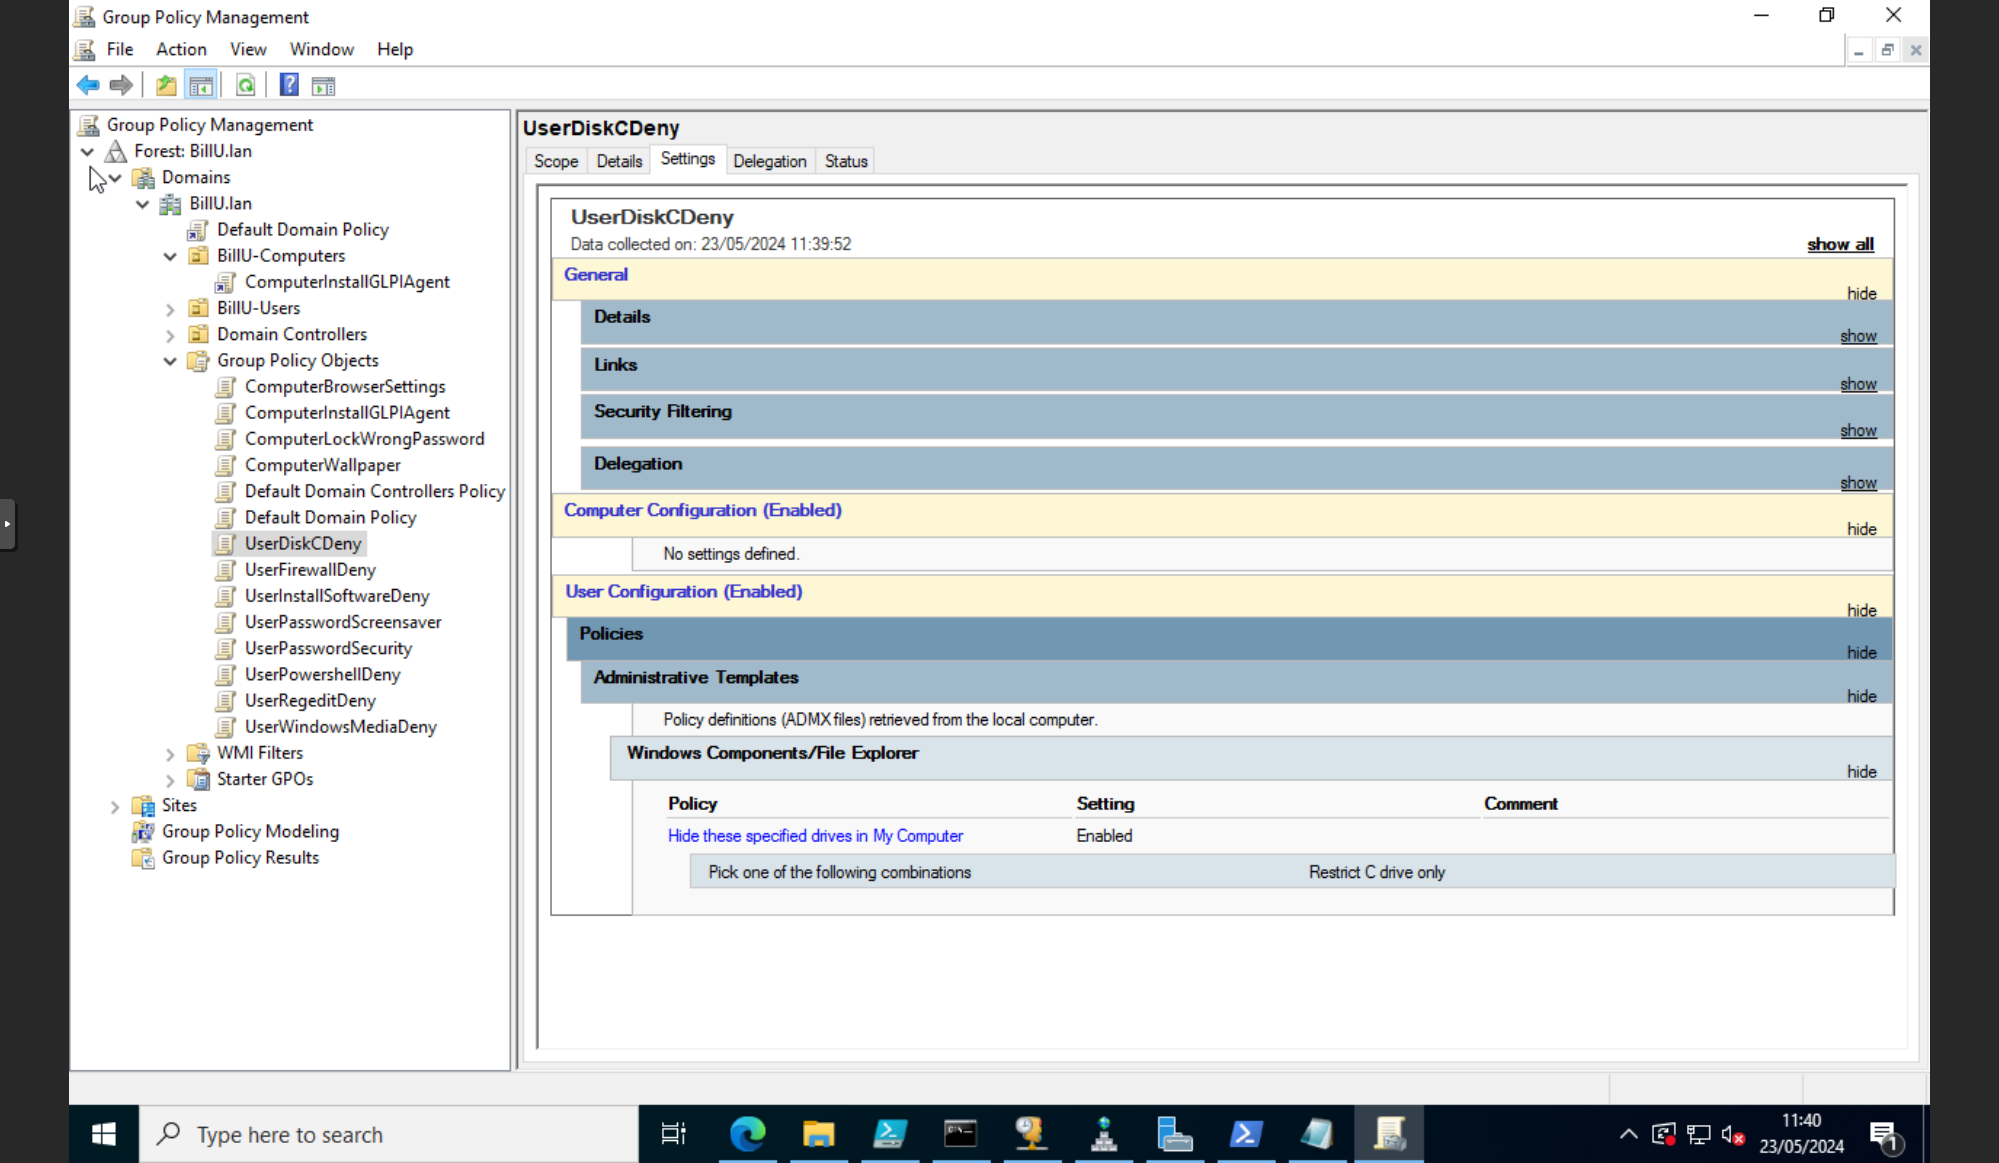 Group Policy Management
File Action View Window Help
Group Policy Management
Forest: BillU.lan
Domains
BillU.lan
Default Domain Policy
BillU-Computers
ComputerInstallGLPIAgent
BillU-Users
Domain Controllers
Group Policy Objects
ComputerBrowserSettings
ComputerInstallGLPIAgent
ComputerLockWrongPassword
ComputerWallpaper
Default Domain Controllers Policy
Default Domain Policy
UserDiskCDeny
UserFirewallDeny
UserInstallSoftwareDeny
UserPasswordScreensaver
UserPasswordSecurity
UserPowershellDeny
UserRegeditDeny
UserWindowsMediaDeny
WMI Filters
Starter GPOs
Sites
Group Policy Modeling
Group Policy Results
UserDiskCDeny
Scope Details Settings Delegation Status
UserDiskCDeny
Data collected on: 23/05/2024 11:39:52
show all
General
hide
Details
show
Links
show
Security Filtering
show
Delegation
show
Computer Configuration (Enabled)
hide
No settings defined.
User Configuration (Enabled)
hide
Policies
hide
Administrative Templates
hide
Policy definitions (ADMX files) retrieved from the local computer.
Windows Components/File Explorer
hide
Policy Setting Comment
Hide these specified drives in My Computer Enabled
Pick one of the following combinations Restrict C drive only
Type here to search
11:40
23/05/2024
1